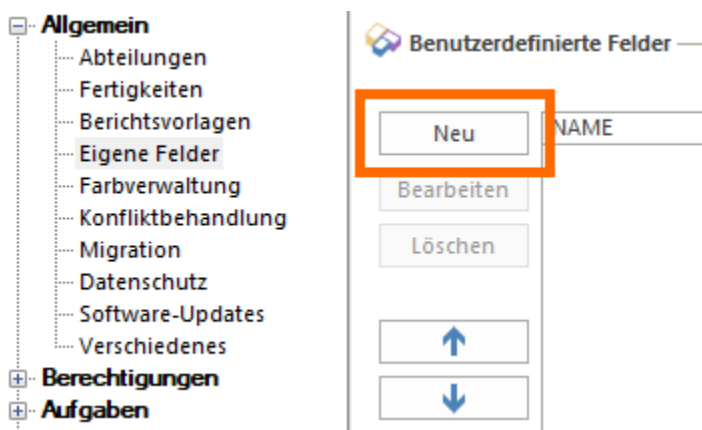 Allgemein
Abteilungen
Fertigkeiten
Berichtsvorlagen
Eigene Felder
Farbverwaltung
Konfliktbehandlung
Migration
Datenschutz
Software-Updates
Verschiedenes
Berechtigungen
Aufgaben
Benutzerdefinierte Felder
Neu
NAME
Bearbeiten
Löschen